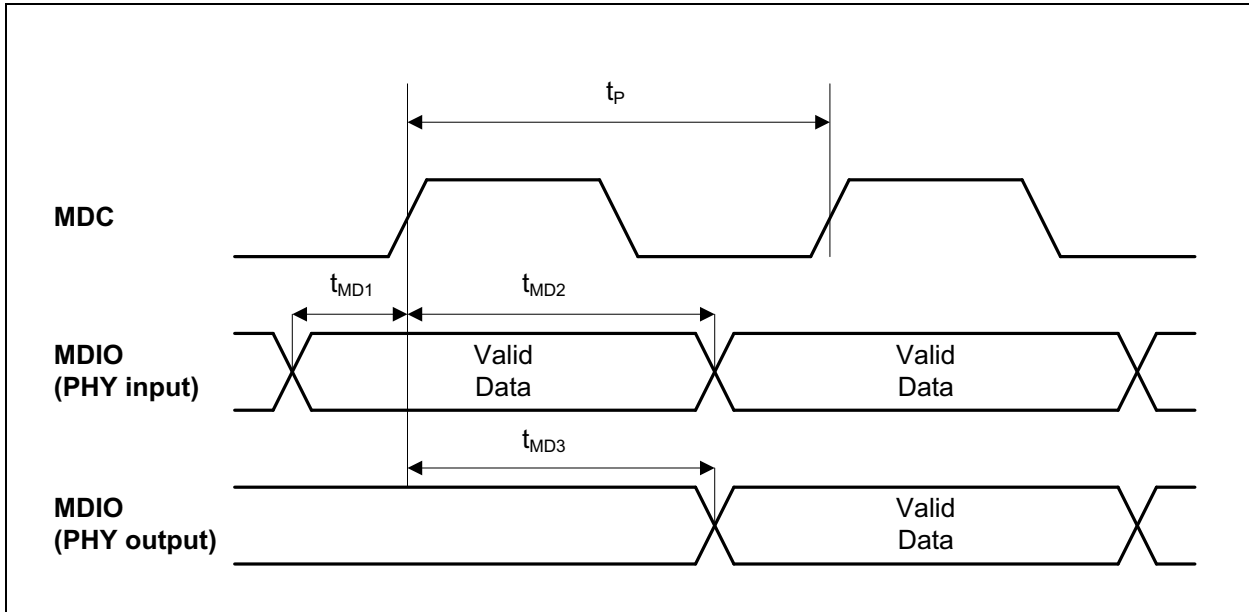 tP
MDC
tMD1
tMD2
MDIO
(PHY input)
Valid
Data
Valid
Data
tMD3
MDIO
(PHY output)
Valid
Data